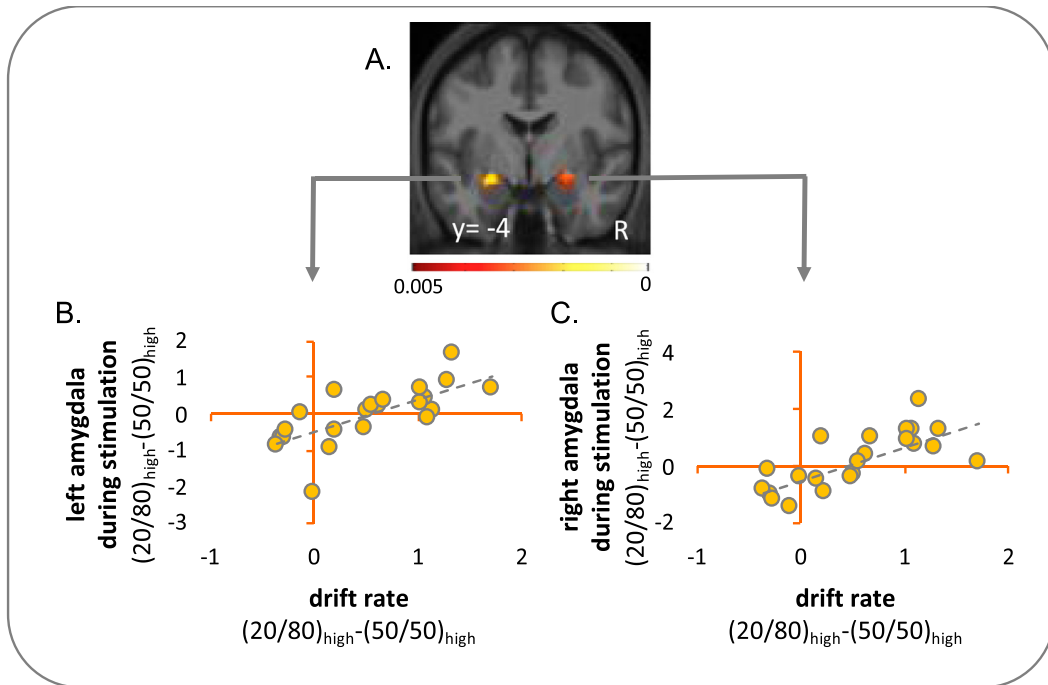 A.
y= -4
R
0.005
0
B.
left amygdala
during stimulation
(20/80)high-(50/50)high
2
1
0
-1
-2
-3
-1
0
1
2
drift rate
(20/80)high-(50/50)high
C.
right amygdala
during stimulation
(20/80)high-(50/50)high
4
2
0
-2
-1
0
1
2
drift rate
(20/80)high-(50/50)high